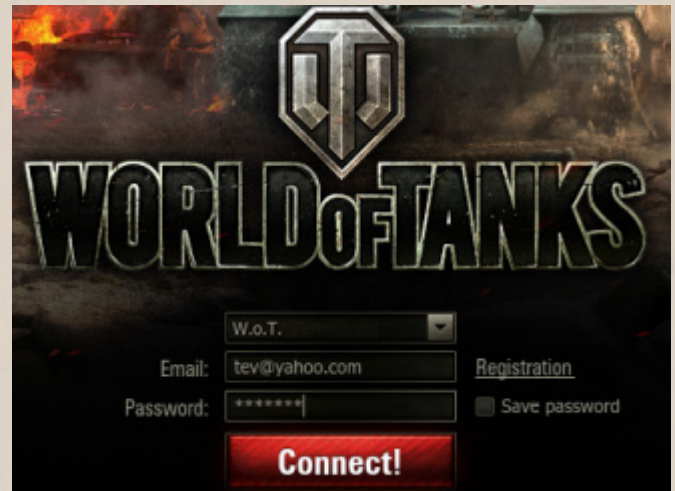 WORLD OF TANKS
W.o.T.
Email: tev@yahoo.com Registration
Password: *******| Save password
Connect!